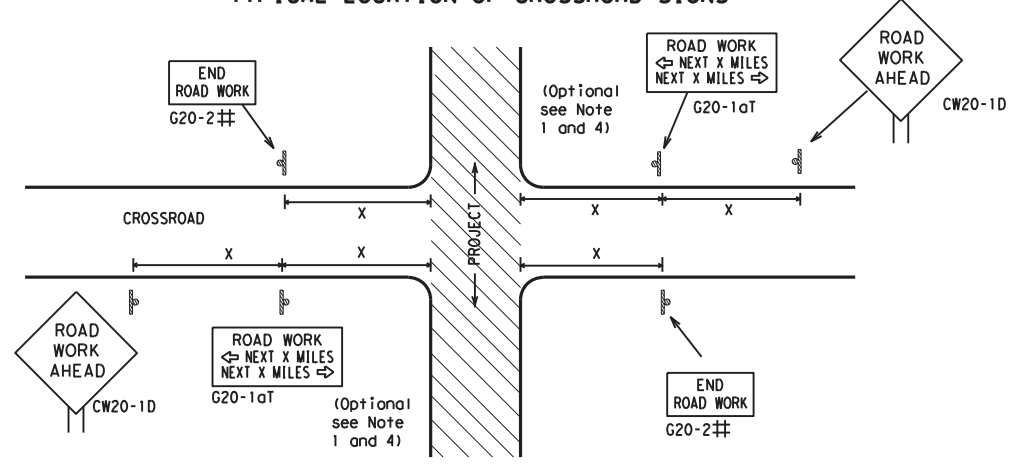 TYPICAL LOCATION OF CROSSROAD SIGNS
END
ROAD WORK
G20-2#
ROAD WORK
⇦ NEXT X MILES
NEXT X MILES ⇨
G20-1aT
(Optional
see Note
1 and 4)
ROAD
WORK
AHEAD
CW20-1D
X
X
X
CROSSROAD
PROJECT
X
X
X
ROAD
WORK
AHEAD
CW20-1D
ROAD WORK
⇦ NEXT X MILES
NEXT X MILES ⇨
G20-1aT
(Optional
see Note
1 and 4)
END
ROAD WORK
G20-2#